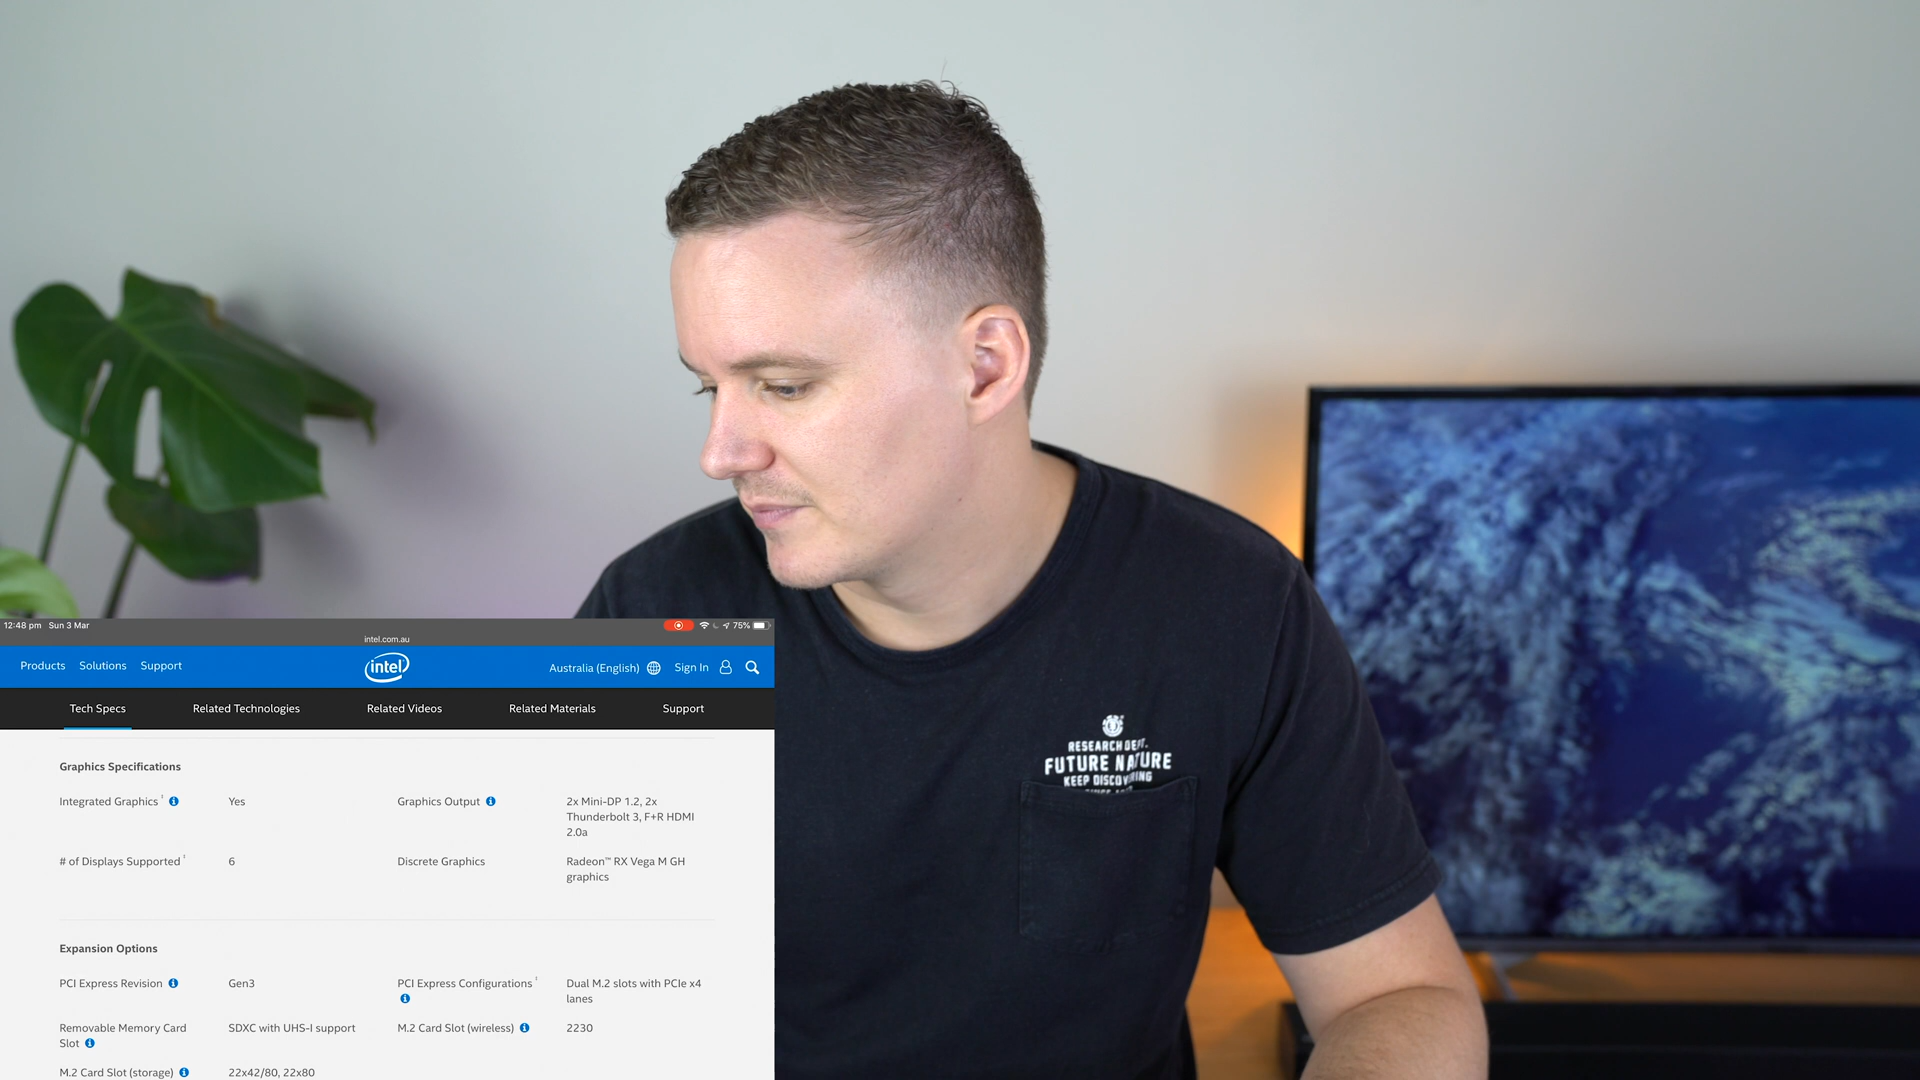 RESEARCH DEPT.
FUTURE NATURE
KEEP DISCOVERING
12:48 pm Sun 3 Mar
75%
intel.com.au
Products Solutions Support
intel
Australia (English) Sign In
Tech Specs Related Technologies Related Videos Related Materials Support
Graphics Specifications
Integrated Graphics ‡ Yes
Graphics Output 2x Mini-DP 1.2, 2x
Thunderbolt 3, F+R HDMI
2.0a
# of Displays Supported ‡ 6
Discrete Graphics Radeon™ RX Vega M GH
graphics
Expansion Options
PCI Express Revision Gen3
PCI Express Configurations ‡ Dual M.2 slots with PCIe x4
lanes
Removable Memory Card
Slot SDXC with UHS-I support
M.2 Card Slot (wireless) 2230
M.2 Card Slot (storage) 22x42/80, 22x80